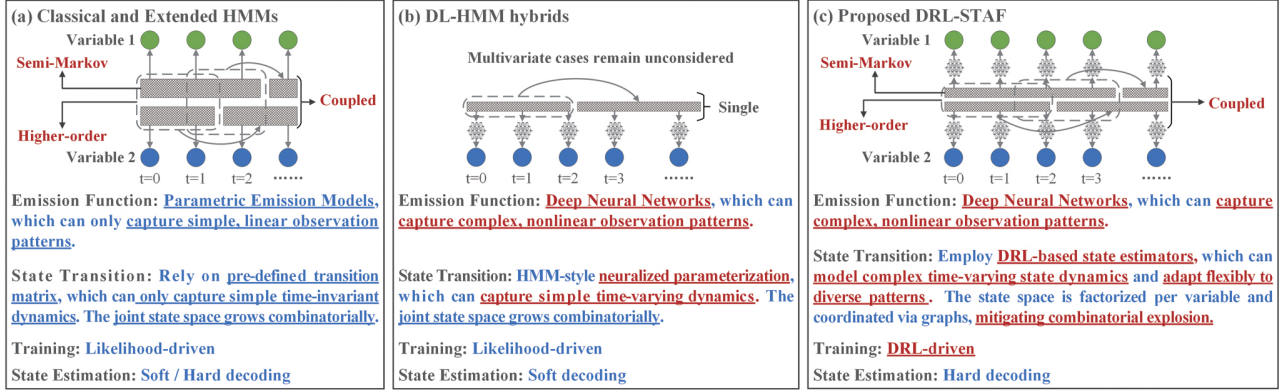 (a) Classical and Extended HMMs
Variable 1
Semi-Markov
Coupled
Higher-order
Variable 2
t=0 t=1 t=2 ······
Emission Function: Parametric Emission Models,
which can only capture simple, linear observation
patterns.
State Transition: Rely on pre-defined transition
matrix, which can only capture simple time-invariant
dynamics. The joint state space grows combinatorially.
Training: Likelihood-driven
State Estimation: Soft / Hard decoding
(b) DL-HMM hybrids
Multivariate cases remain unconsidered
Single
t=0 t=1 t=2 t=3 ······
Emission Function: Deep Neural Networks, which can
capture complex, nonlinear observation patterns.
State Transition: HMM-style neuralized parameterization,
which can capture simple time-varying dynamics. The
joint state space grows combinatorially.
Training: Likelihood-driven
State Estimation: Soft decoding
(c) Proposed DRL-STAF
Variable 1
Semi-Markov
Coupled
Higher-order
Variable 2
t=0 t=1 t=2 t=3 ······
Emission Function: Deep Neural Networks, which can capture
complex, nonlinear observation patterns.
State Transition: Employ DRL-based state estimators, which can
model complex time-varying state dynamics and adapt flexibly to
diverse patterns . The state space is factorized per variable and
coordinated via graphs, mitigating combinatorial explosion.
Training: DRL-driven
State Estimation: Hard decoding